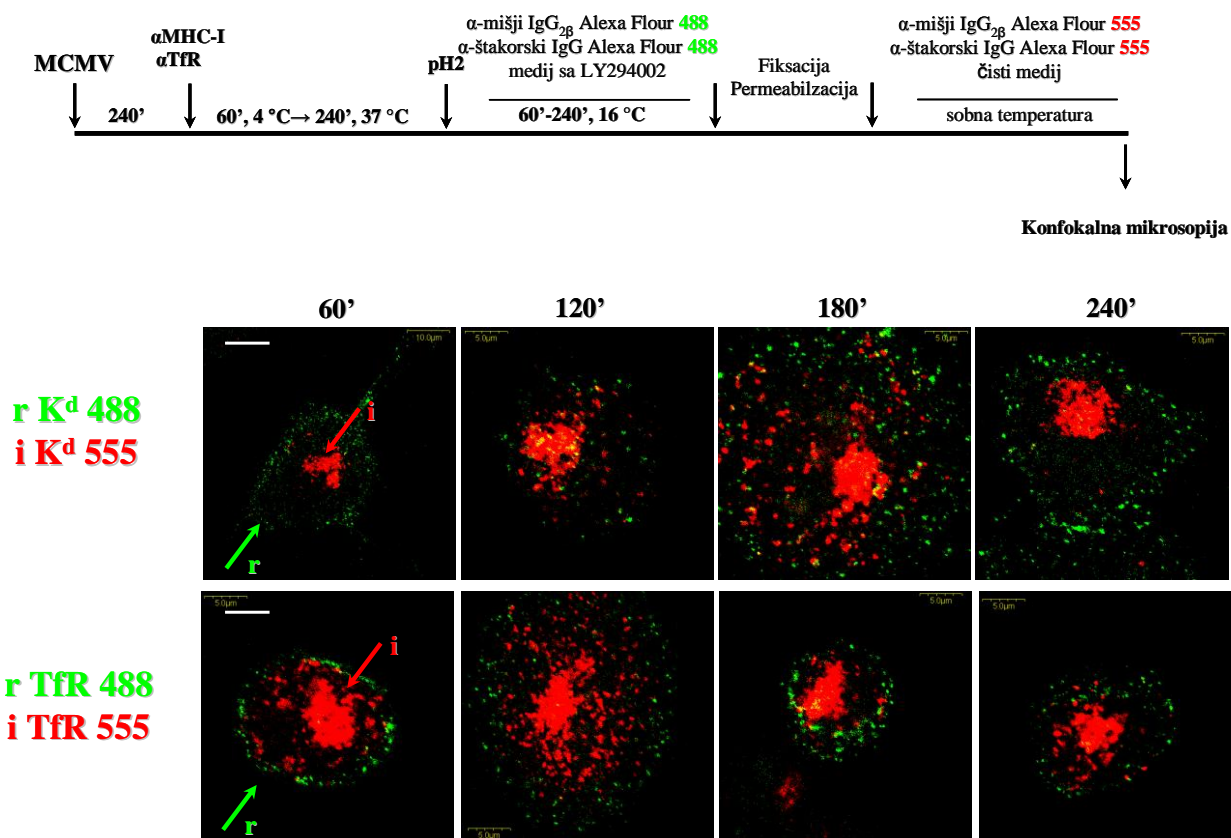 MCMV
αMHC-I
αTfR
pH2
α-mišji IgG2β Alexa Flour 488
α-štakorski IgG Alexa Flour 488
medij sa LY294002
Fiksacija
Permeabilzacija
α-mišji IgG2β Alexa Flour 555
α-štakorski IgG Alexa Flour 555
čisti medij
240’
60’, 4 °C→ 240’, 37 °C
60’-240’, 16 °C
sobna temperatura
Konfokalna mikrosopija
60’
120’
180’
240’
r Kd 488
i Kd 555
10.0µm
i
r
5.0µm
5.0µm
5.0µm
r TfR 488
i TfR 555
5.0µm
i
r
5.0µm
5.0µm
5.0µm